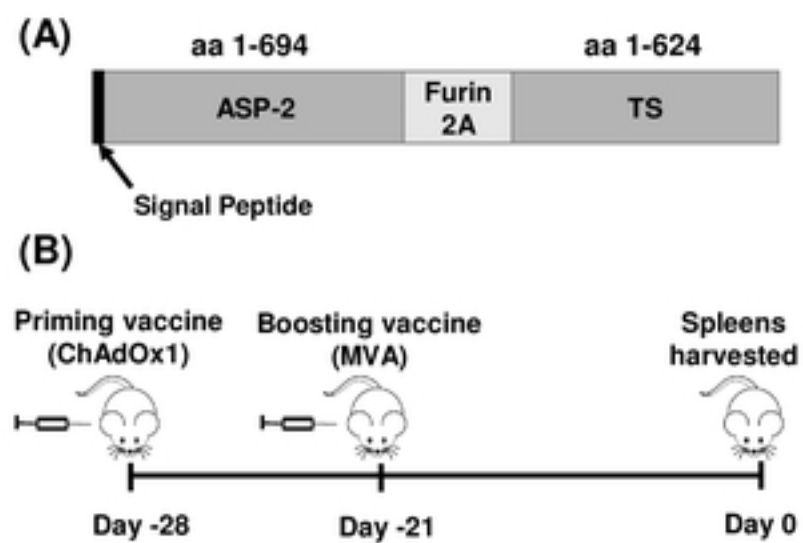 (A)
aa 1-694 aa 1-624
ASP-2 Furin 2A TS
Signal Peptide
(B)
Priming vaccine
(ChAdOx1)
Boosting vaccine
(MVA)
Spleens
harvested
Day -28 Day -21 Day 0